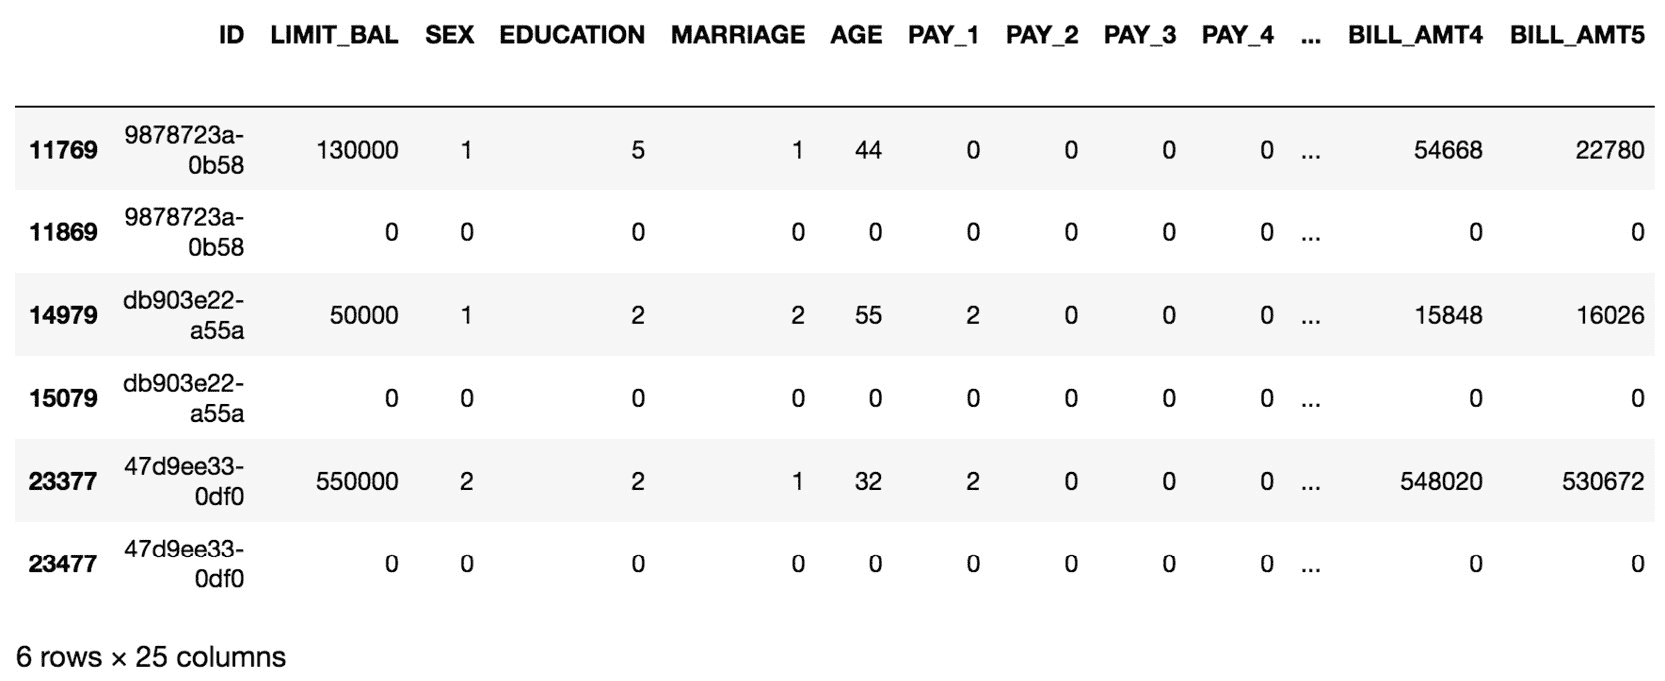 ID LIMIT_BAL SEX EDUCATION MARRIAGE AGE PAY_1 PAY_2 PAY_3 PAY_4 ... BILL_AMT4 BILL_AMT5
11769 9878723a-0b58 130000 1 5 1 44 0 0 0 0 ... 54668 22780
11869 9878723a-0b58 0 0 0 0 0 0 0 0 0 ... 0 0
14979 db903e22-a55a 50000 1 2 2 55 2 0 0 0 ... 15848 16026
15079 db903e22-a55a 0 0 0 0 0 0 0 0 0 ... 0 0
23377 47d9ee33-0df0 550000 2 2 1 32 2 0 0 0 ... 548020 530672
23477 47d9ee33-0df0 0 0 0 0 0 0 0 0 0 ... 0 0
6 rows × 25 columns